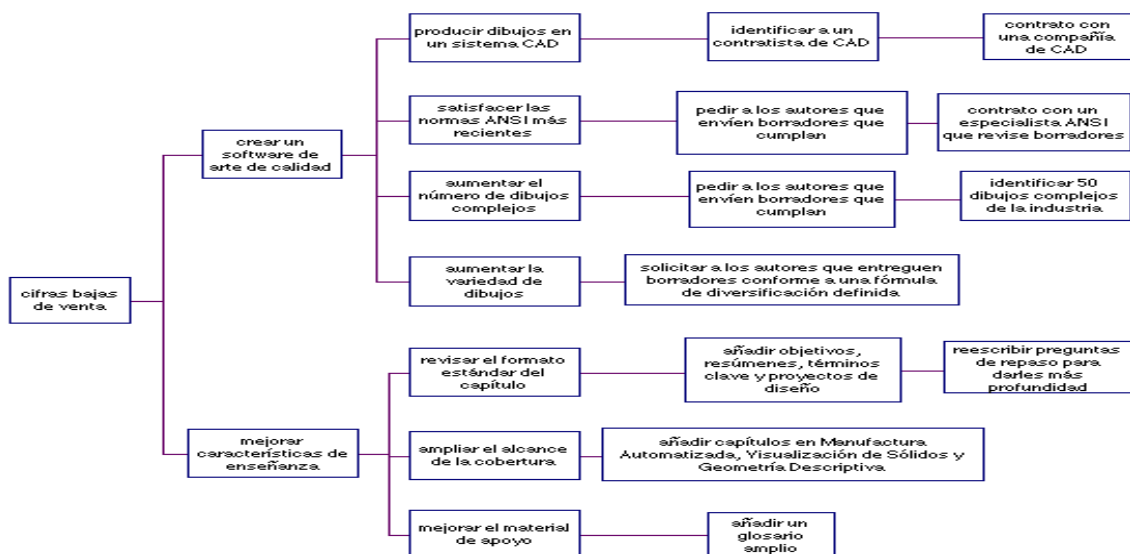 producir dibujos en
un sistema CAD
identificar a un
contratista de CAD
contrato con
una compañía
de CAD
satisfacer las
normas ANSI más
recientes
pedir a los autores que
envíen borradores que
cumplan
contrato con un
especialista ANSI
que revise borradores
crear un
software de
arte de calidad
aumentar el
número de dibujos
complejos
pedir a los autores que
envíen borradores que
cumplan
identificar 50
dibujos complejos
de la industria
aumentar la
variedad de
dibujos
solicitar a los autores que entreguen
borradores conforme a una fórmula
de diversificación definida
cifras bajas
de venta
revisar el formato
estándar del
capítulo
añadir objetivos,
resúmenes, términos
clave y proyectos de
diseño
reescribir preguntas
de repaso para
darles más
profundidad
mejorar
características de
enseñanza
ampliar el alcance
de la cobertura
añadir capítulos en Manufactura
Automatizada, Visualización de Sólidos y
Geometría Descriptiva
mejorar el material
de apoyo
añadir un
glosario
amplio